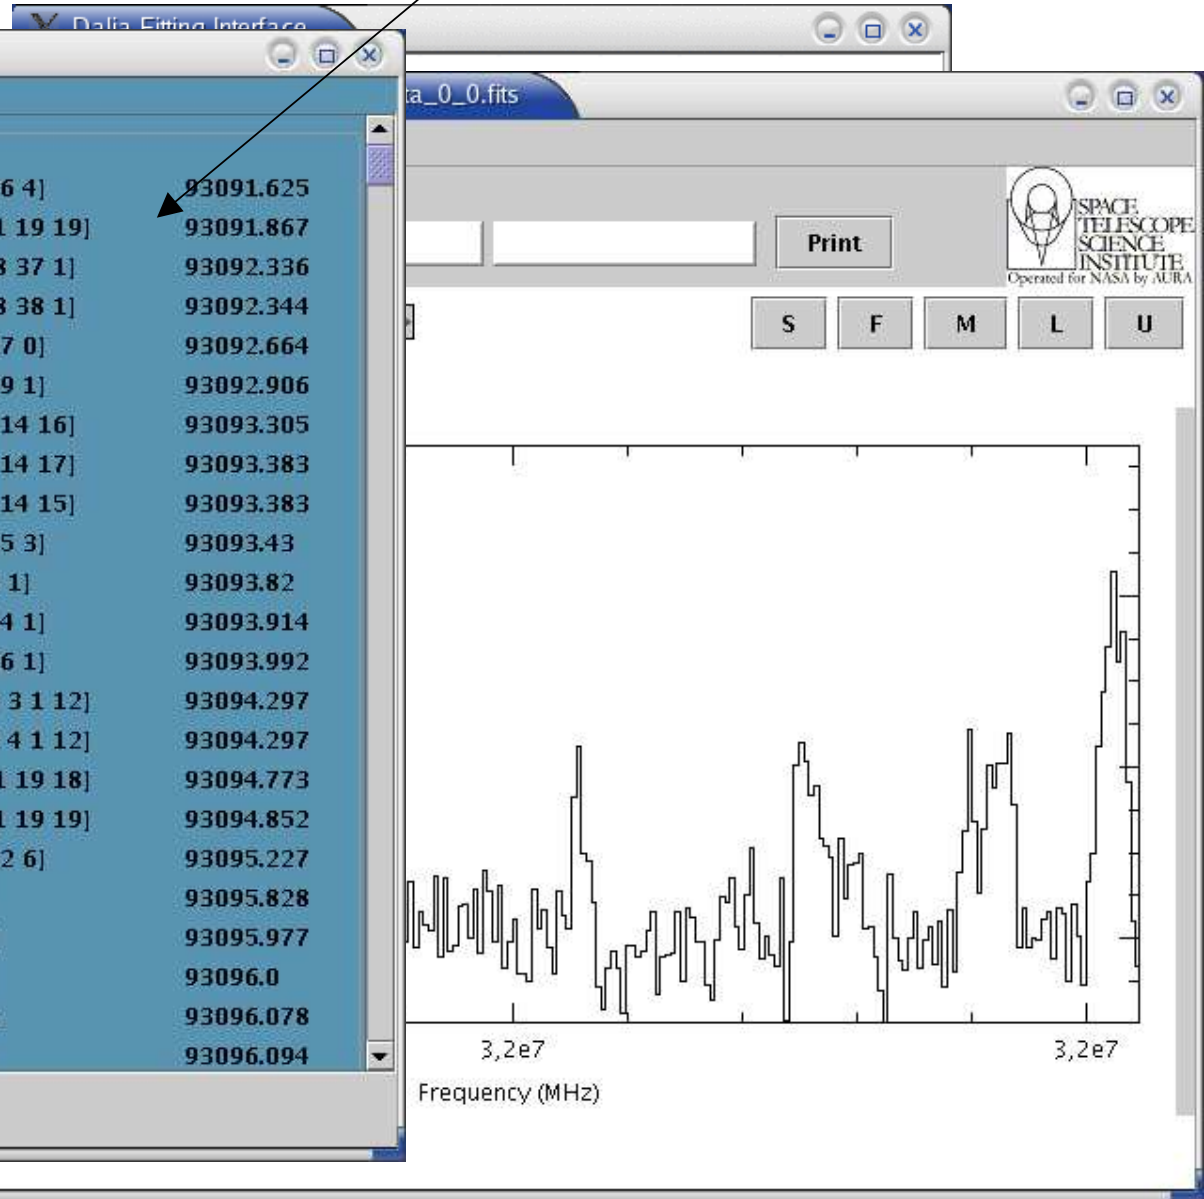 Dalia Fitting Interface
ta_0_0.fits
6 4] 93091.625
1 19 19] 93091.867
8 37 1] 93092.336
8 38 1] 93092.344
7 0] 93092.664
9 1] 93092.906
14 16] 93093.305
14 17] 93093.383
14 15] 93093.383
5 3] 93093.43
1] 93093.82
4 1] 93093.914
6 1] 93093.992
3 1 12] 93094.297
4 1 12] 93094.297
1 19 18] 93094.773
1 19 19] 93094.852
2 6] 93095.227
93095.828
93095.977
93096.0
93096.078
93096.094
Print
SPACE
TELESCOPE
SCIENCE
INSTITUTE
Operated for NASA by AURA
S F M L U
3,2e7 3,2e7
Frequency (MHz)